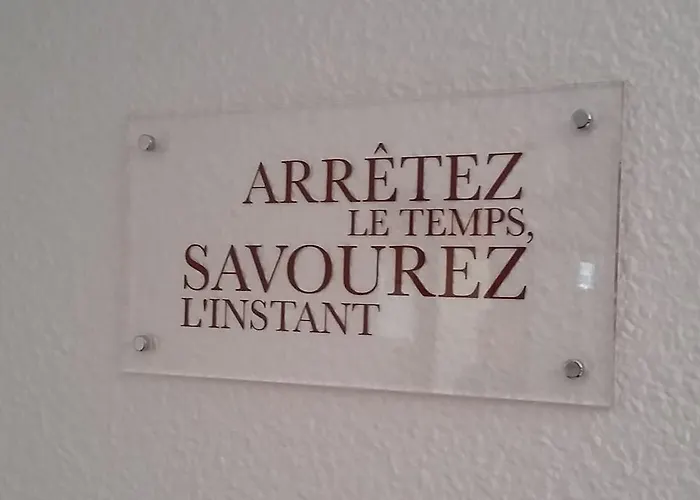 ARRÊTEZ
LE TEMPS,
SAVOUREZ
L'INSTANT